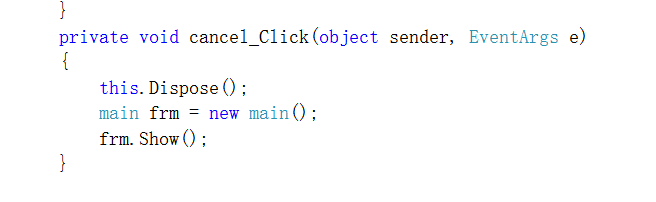 }
private void cancel_Click(object sender, EventArgs e)
{
this.Dispose();
main frm = new main();
frm.Show();
}